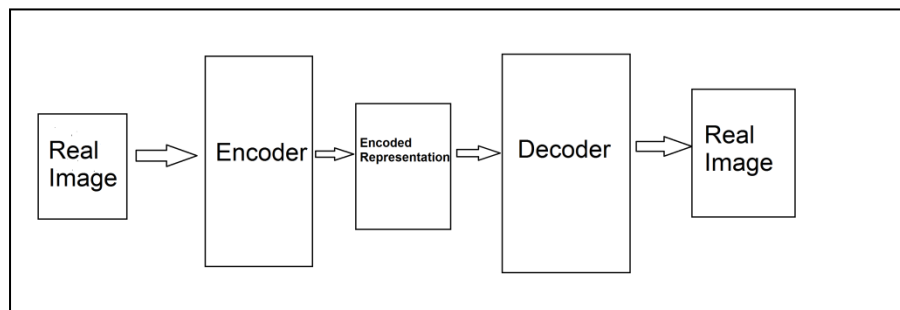 Real
Image
Encoder
Encoded
Representation
Decoder
Real
Image